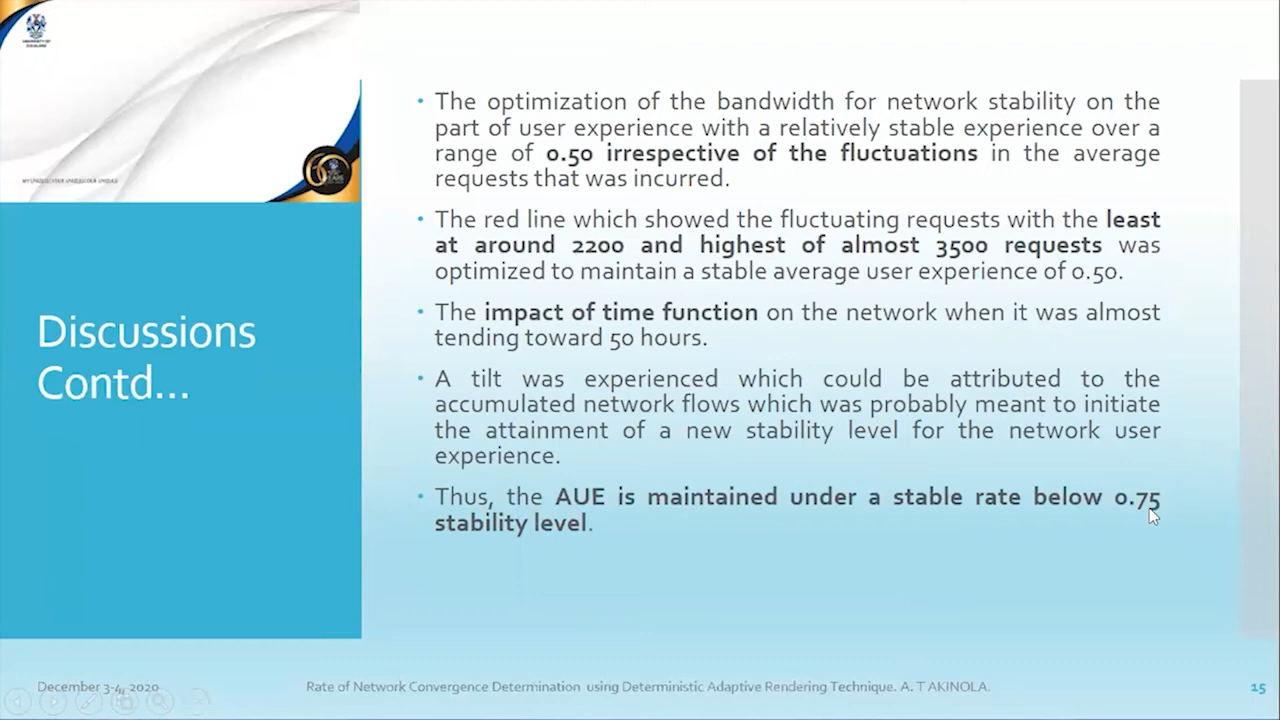 UNIVERSITY OF
ZULULAND
Discussions
Contd...
• The optimization of the bandwidth for network stability on the
part of user experience with a relatively stable experience over a
range of 0.50 irrespective of the fluctuations in the average
requests that was incurred.
• The red line which showed the fluctuating requests with the least
at around 2200 and highest of almost 3500 requests was
optimized to maintain a stable average user experience of 0.50.
• The impact of time function on the network when it was almost
tending toward 50 hours.
• A tilt was experienced which could be attributed to the
accumulated network flows which was probably meant to initiate
the attainment of a new stability level for the network user
experience.
• Thus, the AUE is maintained under a stable rate below 0.75
stability level.
December 3-4, 2020
Rate of Network Convergence Determination using Deterministic Adaptive Rendering Technique. A. T AKINOLA.
15